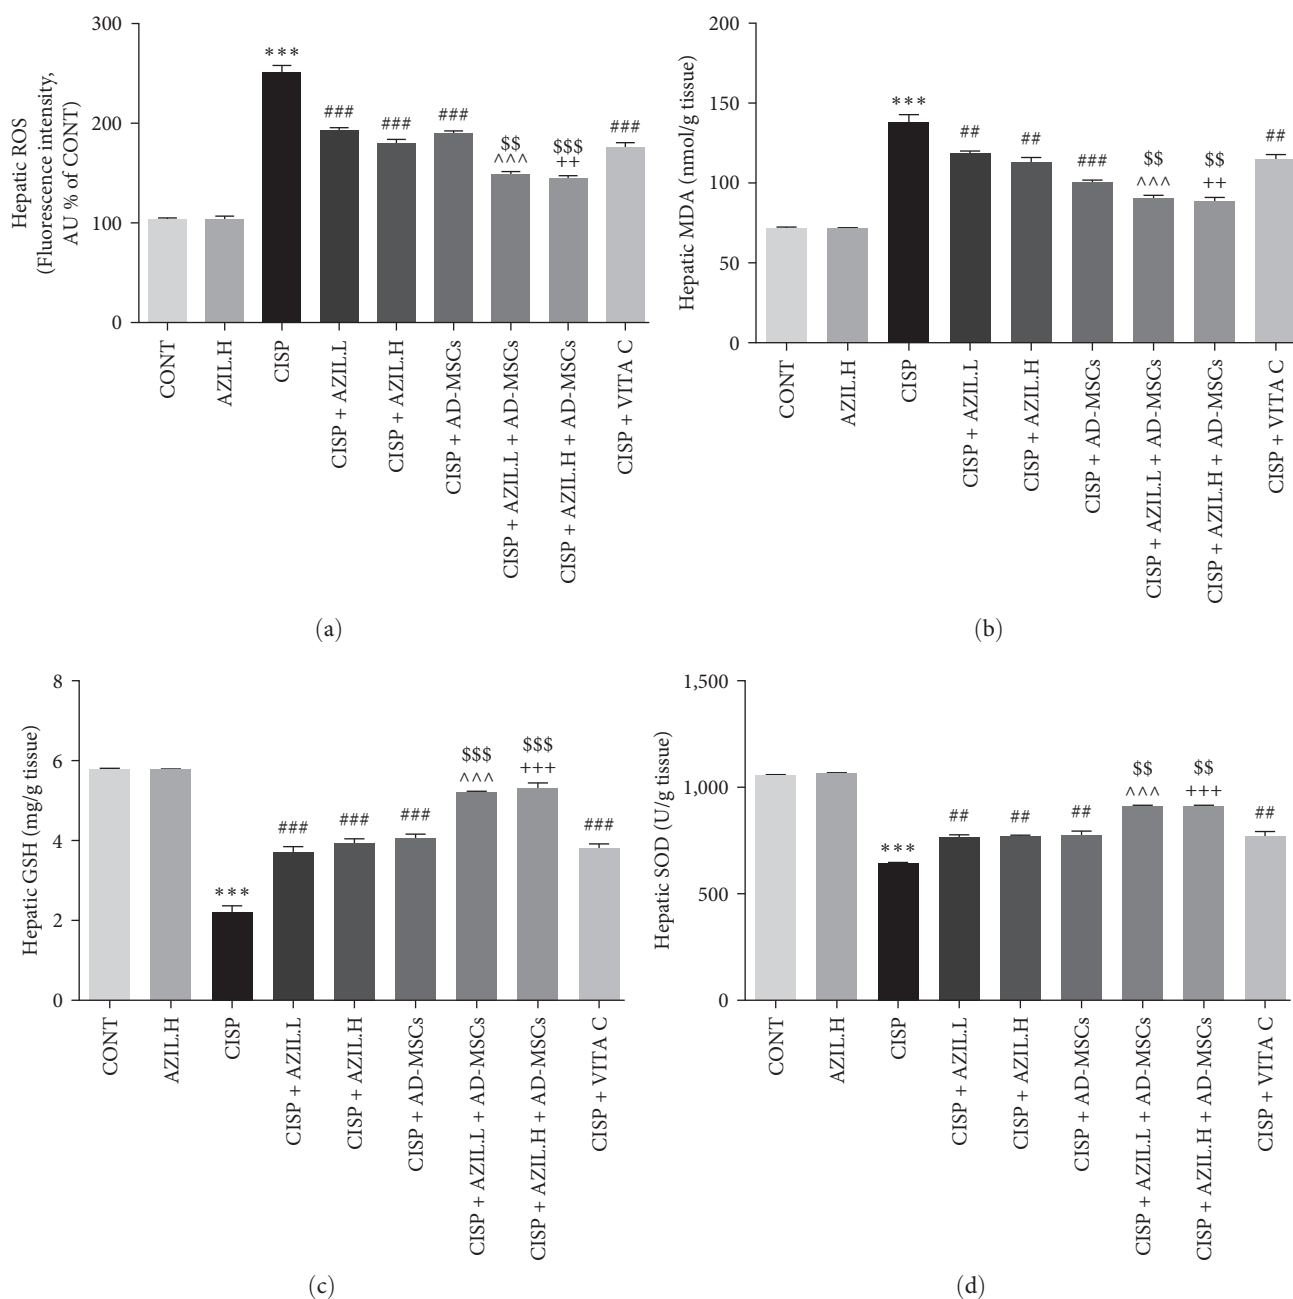 300
200
100
0
Hepatic ROS
(Fluorescence intensity,
AU % of CONT)
***
###
###
###
$$
^^^
$$$
++
###
CONT
AZIL.H
CISP
CISP + AZIL.L
CISP + AZIL.H
CISP + AD-MSCs
CISP + AZIL.L + AD-MSCs
CISP + AZIL.H + AD-MSCs
CISP + VITA C
(a)
200
150
100
50
0
Hepatic MDA (nmol/g tissue)
***
##
##
###
$$
^^^
$$
++
##
CONT
AZIL.H
CISP
CISP + AZIL.L
CISP + AZIL.H
CISP + AD-MSCs
CISP + AZIL.L + AD-MSCs
CISP + AZIL.H + AD-MSCs
CISP + VITA C
(b)
8
6
4
2
0
Hepatic GSH (mg/g tissue)
***
###
###
###
$$$
^^^
$$$
+++
###
CONT
AZIL.H
CISP
CISP + AZIL.L
CISP + AZIL.H
CISP + AD-MSCs
CISP + AZIL.L + AD-MSCs
CISP + AZIL.H + AD-MSCs
CISP + VITA C
(c)
1,500
1,000
500
0
Hepatic SOD (U/g tissue)
***
##
##
##
$$
^^^
$$
+++
##
CONT
AZIL.H
CISP
CISP + AZIL.L
CISP + AZIL.H
CISP + AD-MSCs
CISP + AZIL.L + AD-MSCs
CISP + AZIL.H + AD-MSCs
CISP + VITA C
(d)